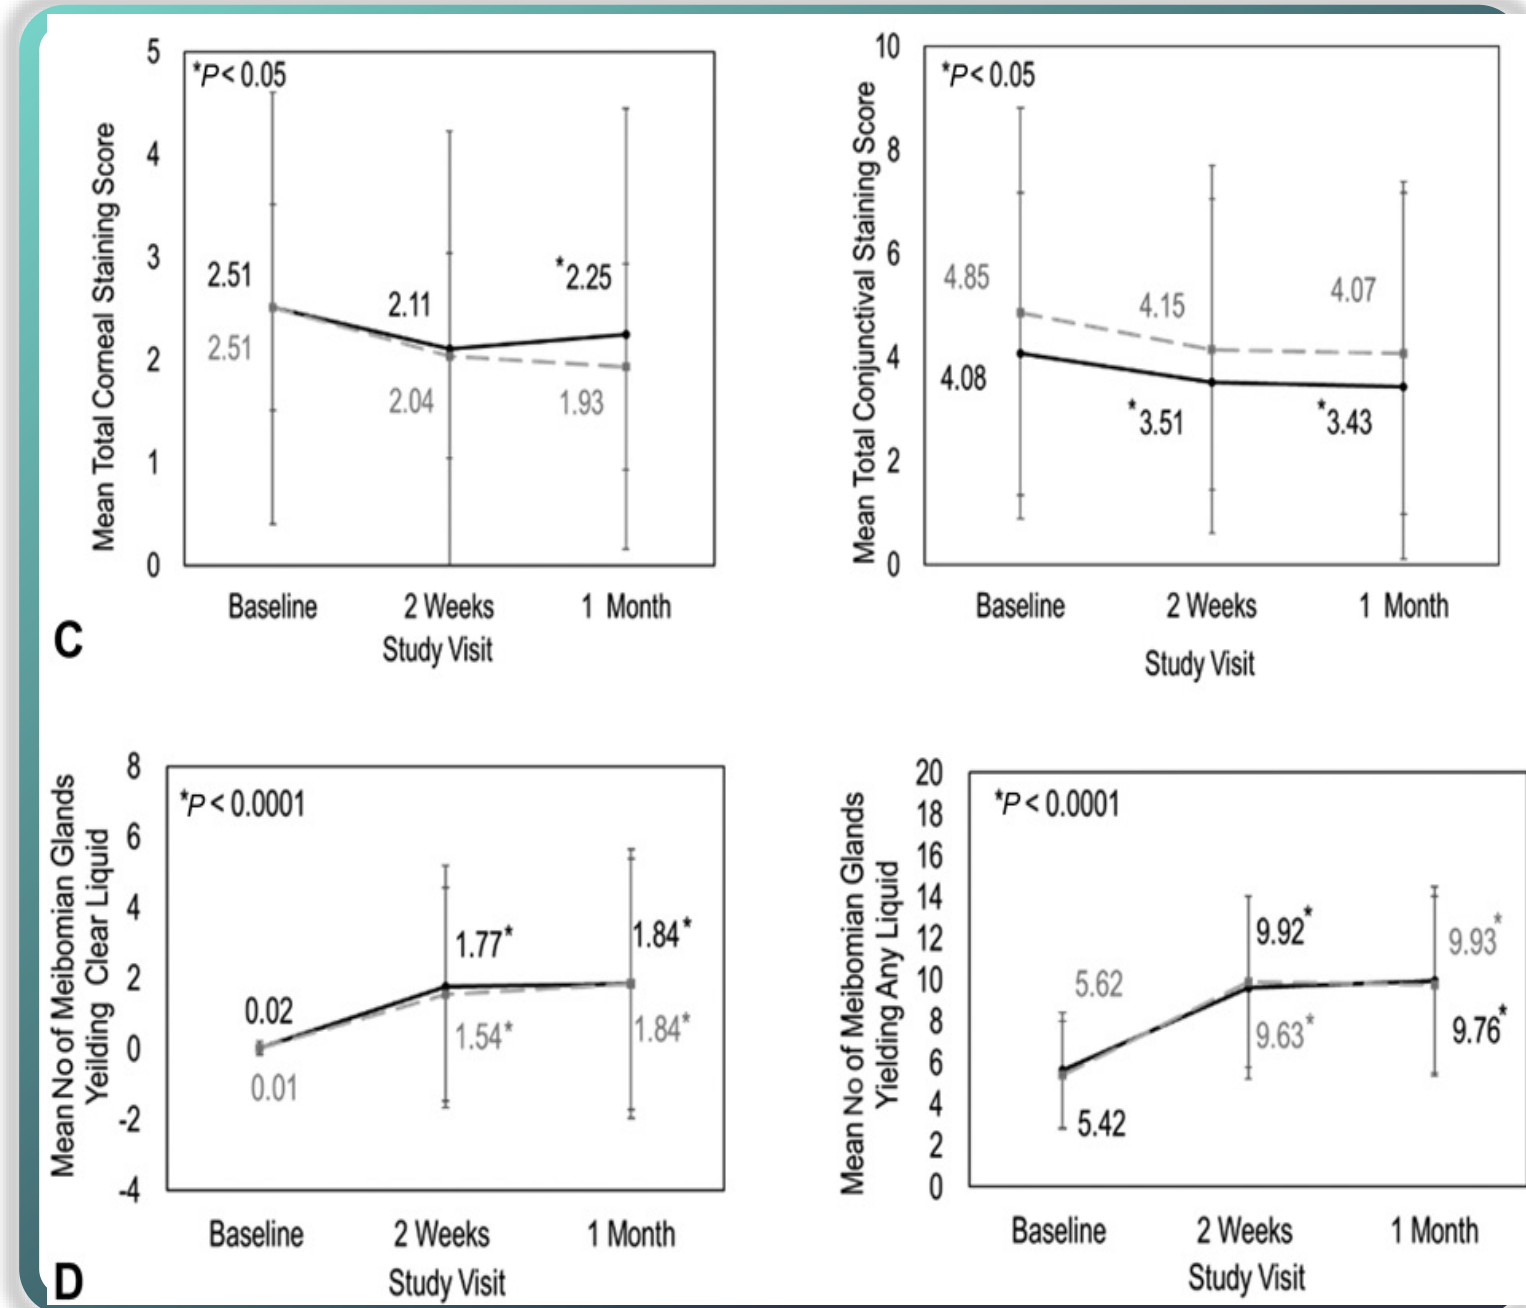 5
4
3
2
1
0
Mean Total Corneal Staining Score
*P < 0.05
2.51
2.51
2.11
2.04
*2.25
1.93
Baseline
2 Weeks
1 Month
Study Visit
C
10
8
6
4
2
0
Mean Total Conjunctival Staining Score
*P < 0.05
4.85
4.08
4.15
*3.51
4.07
*3.43
Baseline
2 Weeks
1 Month
Study Visit
8
6
4
2
0
-2
-4
Mean No of Meibomian Glands
Yeilding Clear Liquid
*P < 0.0001
0.02
0.01
1.77*
1.54*
1.84*
1.84*
Baseline
2 Weeks
1 Month
Study Visit
D
20
18
16
14
12
10
8
6
4
2
0
Mean No of Meibomian Glands
Yielding Any Liquid
*P < 0.0001
5.62
5.42
9.92*
9.63*
9.93*
9.76*
Baseline
2 Weeks
1 Month
Study Visit